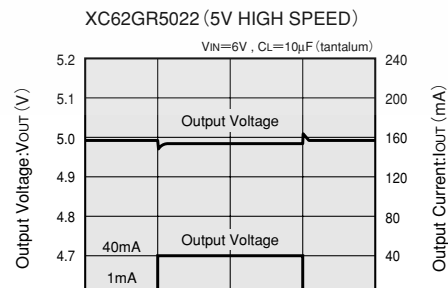 XC62GR5022 (5V HIGH SPEED)
VIN=6V , CL=10μF (tantalum)
5.2
5.1
5.0
4.9
4.8
4.7
Output Voltage:VOUT (V)
Output Voltage
Output Voltage
40mA
1mA
240
200
160
120
80
40
Output Current:IOUT (mA)